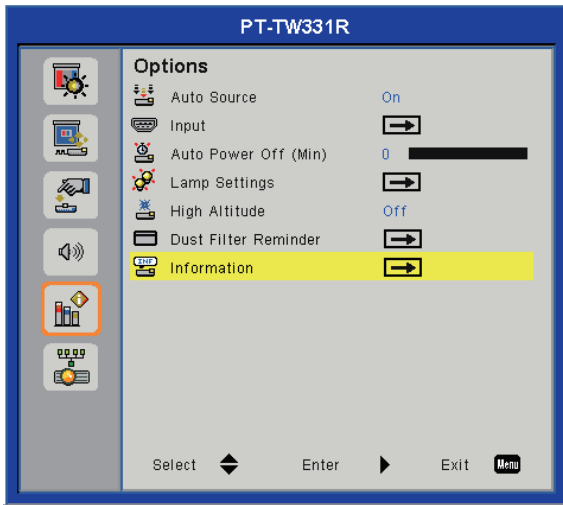 PT-TW331R
Options
Auto Source On
Input
Auto Power Off (Min) 0
Lamp Settings
High Altitude Off
Dust Filter Reminder
INF
Information
Select Enter Exit Menu